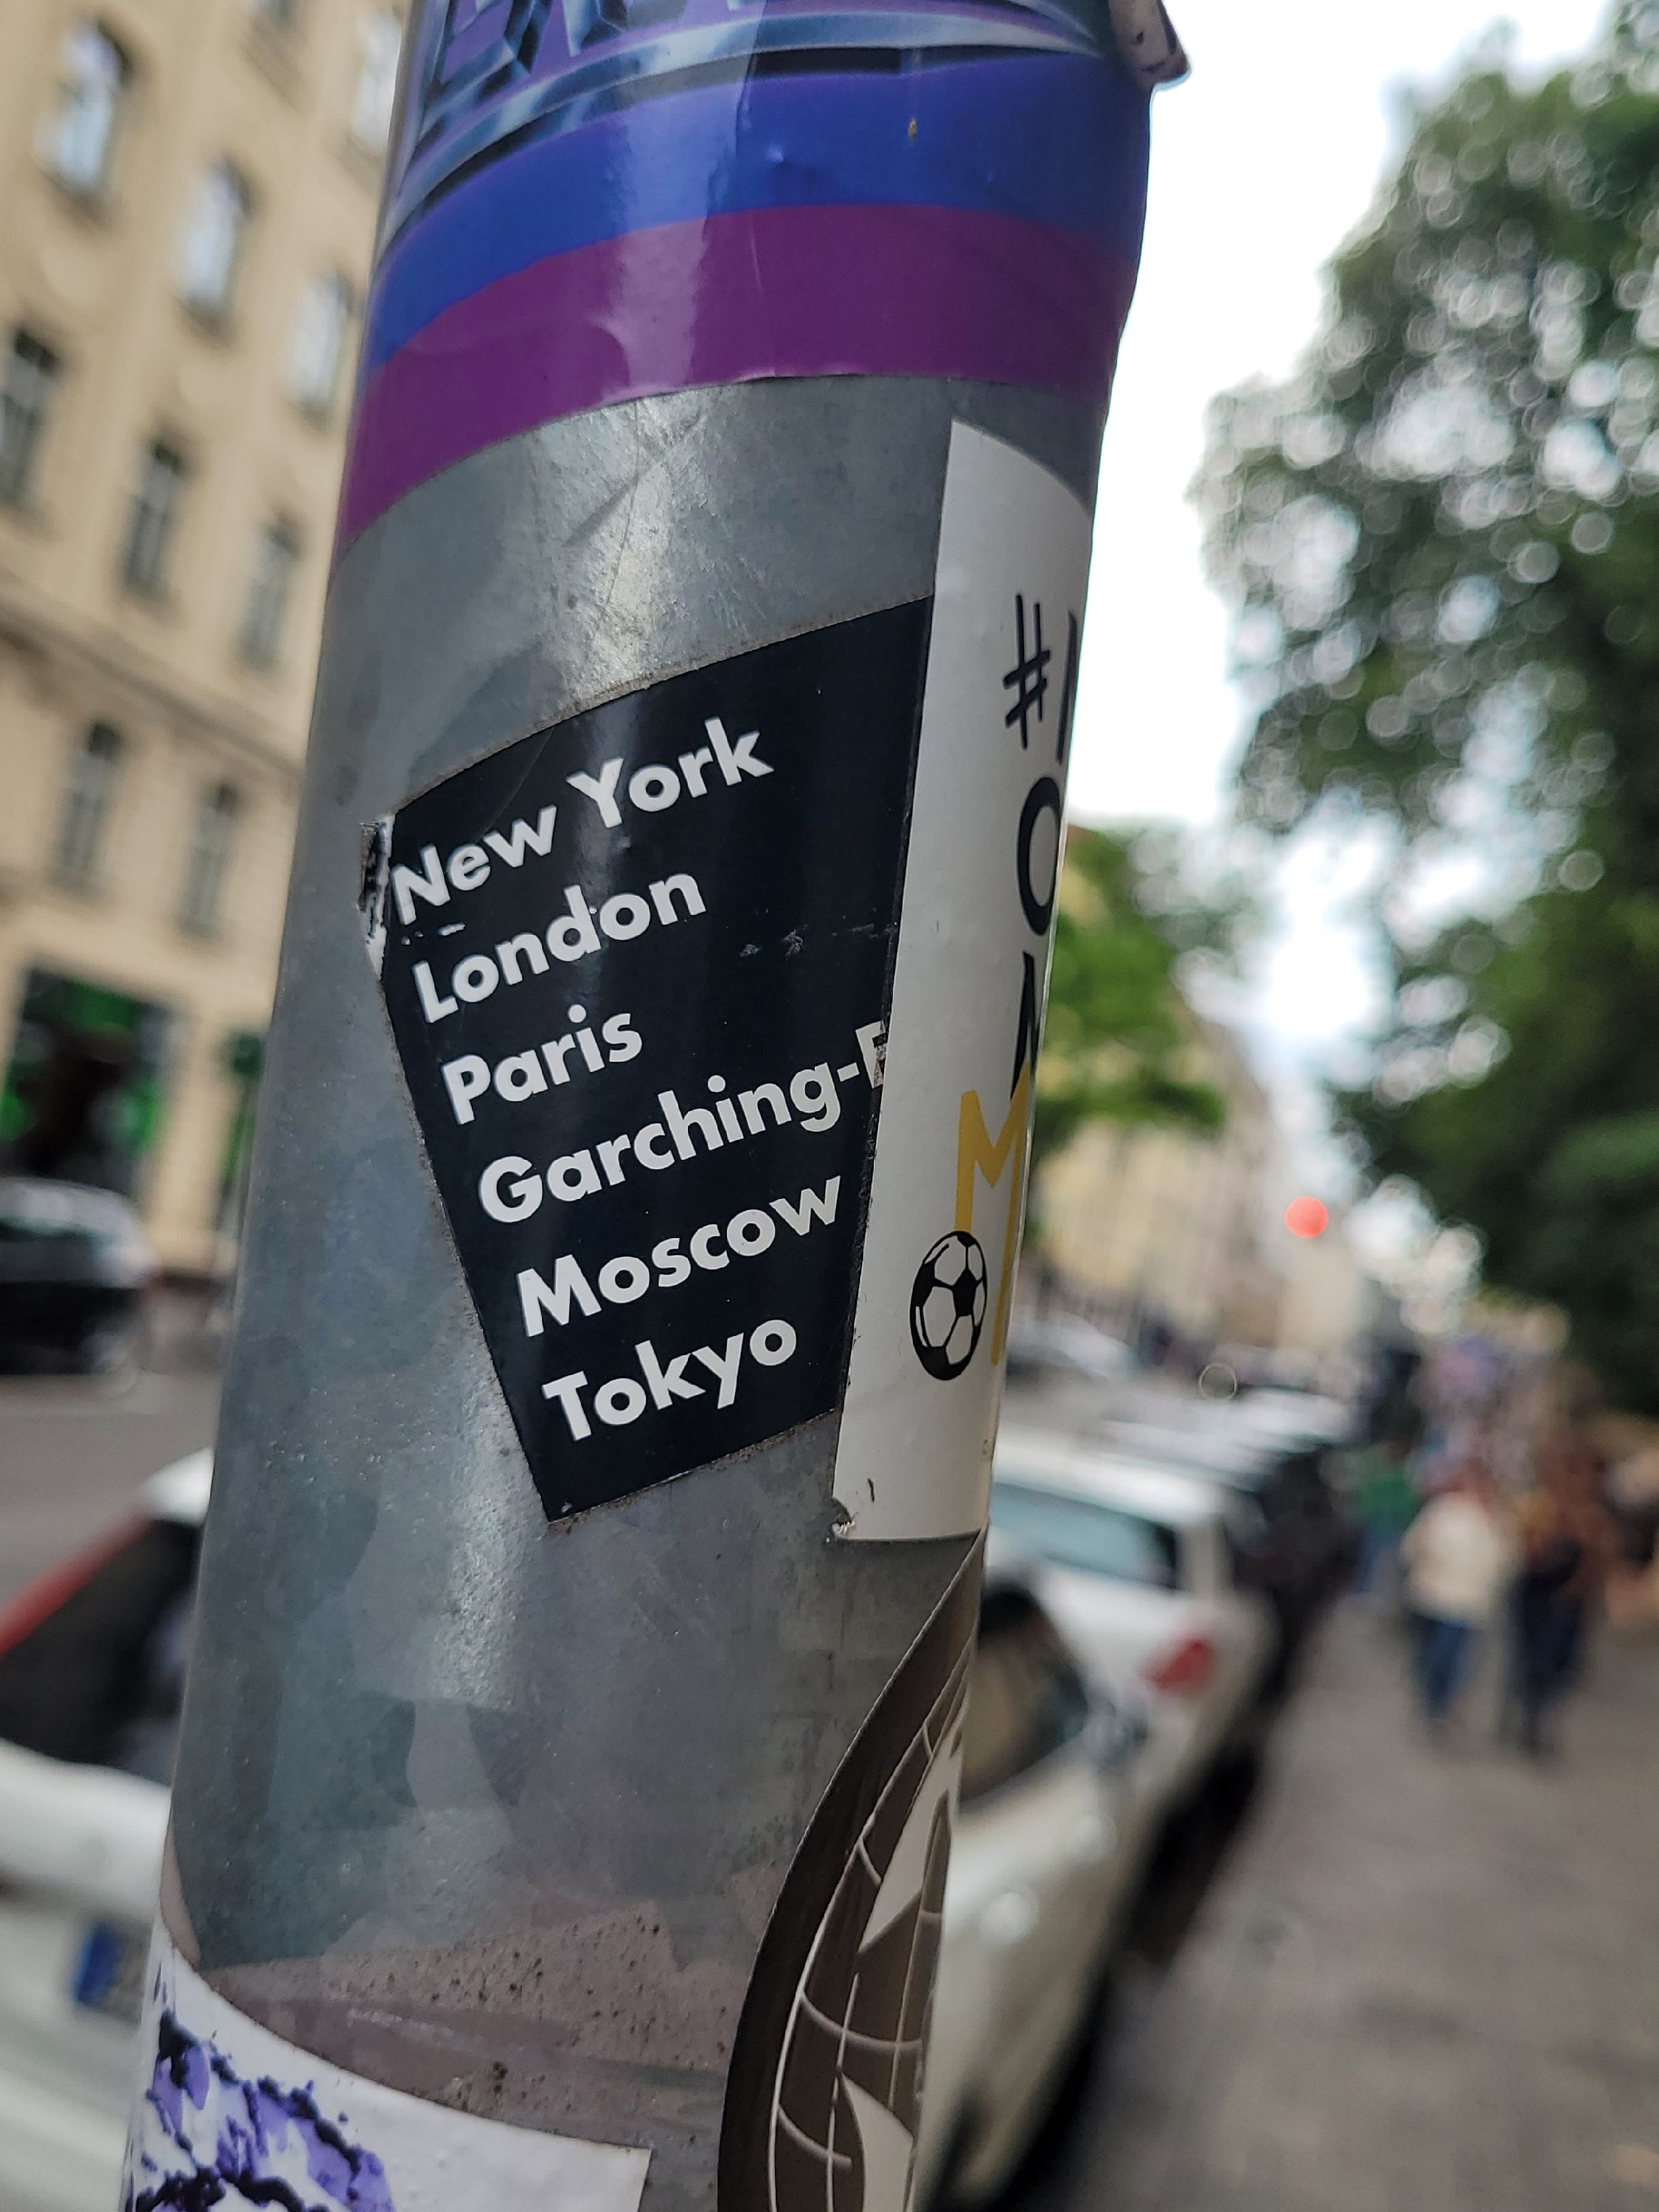 New York
London
Paris
Garching-
Moscow
Tokyo
#
O
M